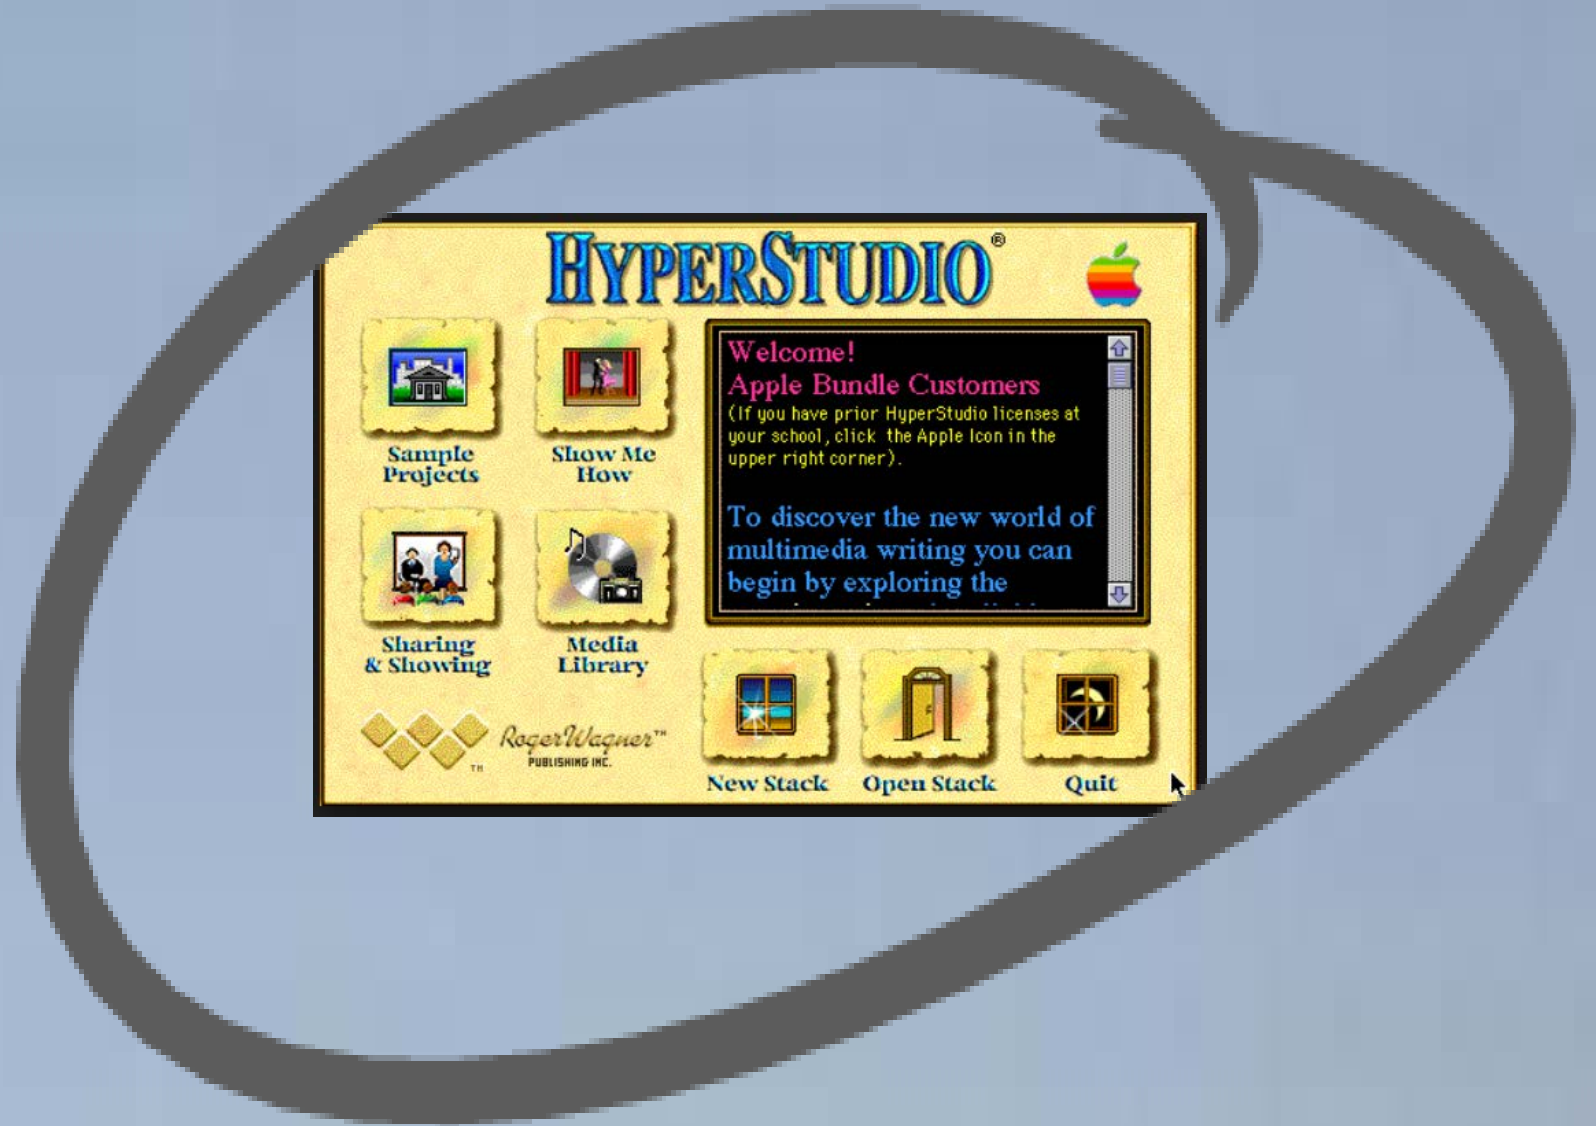 HYPERSTUDIO®
Welcome!
Apple Bundle Customers
(If you have prior HyperStudio licenses at
your school, click the Apple Icon in the
upper right corner).
To discover the new world of
multimedia writing you can
begin by exploring the
Sample
Projects
Show Me
How
Sharing
& Showing
Media
Library
TM
RogerWagner™
PUBLISHING INC.
New Stack
Open Stack
Quit